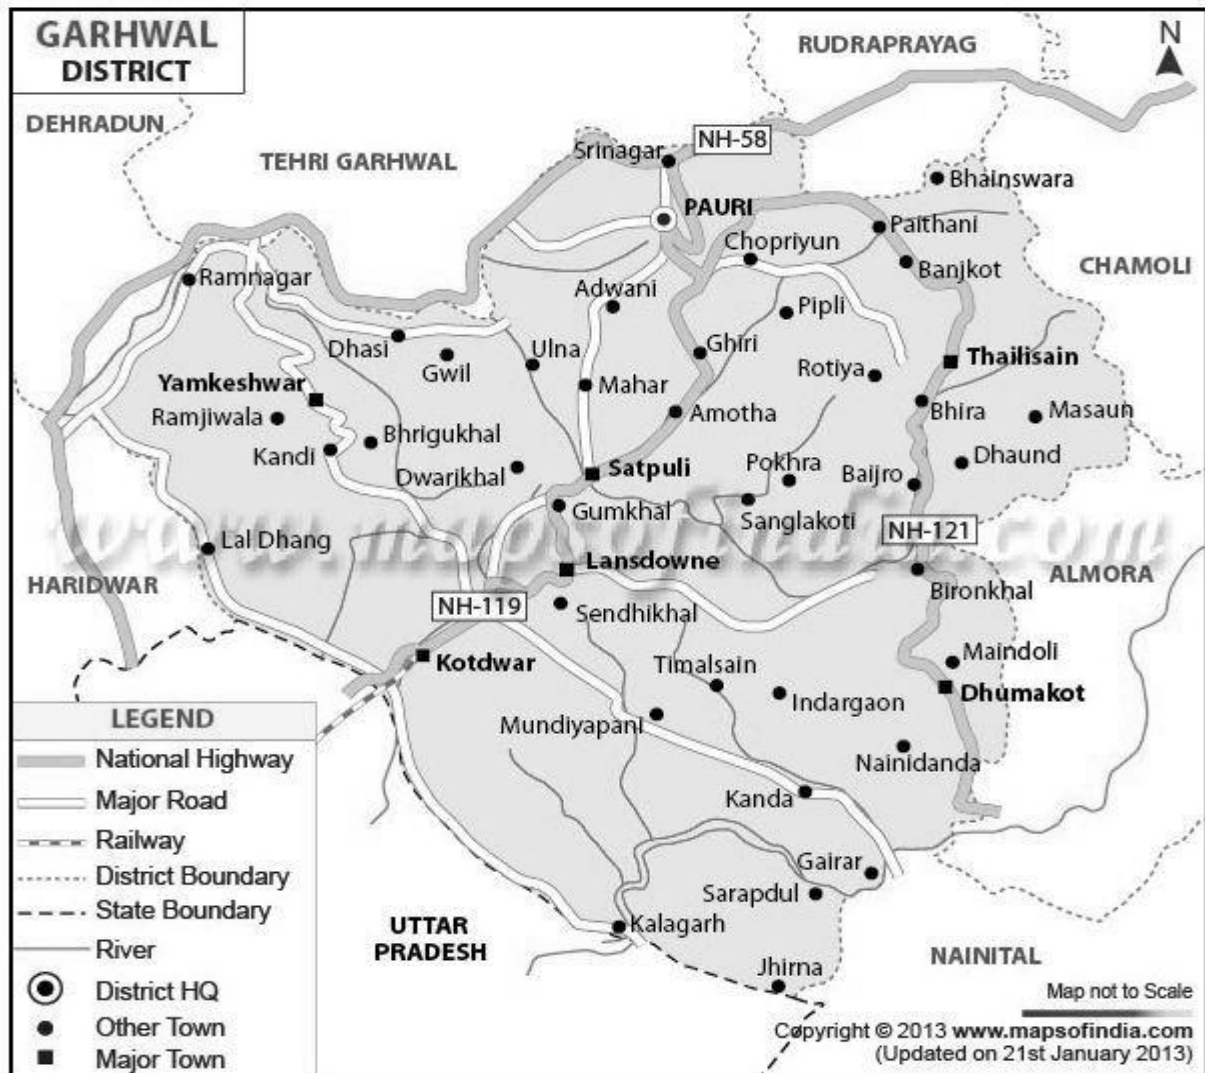 GARHWAL
DISTRICT
RUDRAPRAYAG
N
DEHRADUN
TEHRI GARHWAL
Srinagar
NH-58
Bhainswara
PAURI
Paithani
Chopriyun
Banjkot
CHAMOLI
Ramnagar
Adwani
Pipli
Dhasi
Gwil
Ulna
Ghiri
Rotiya
Thailisain
Yamkeshwar
Mahar
Ramjiwala
Amotha
Bhira
Masaun
Kandi
Bhrigukhal
Dwarikhal
Satpuli
Pokhra
Baijro
Dhaund
Gumkhal
Sanglakoti
www.mapsofindia.com
Lal Dhang
NH-121
HARIDWAR
Lansdowne
ALMORA
Bironkhal
NH-119
Sendhikhal
Kotdwar
Timalsain
Maindoli
Indargaon
Dhumakot
Mundiyapani
Nainidanda
Kanda
Gairar
Sarapdul
UTTAR
PRADESH
Kalagarh
NAINITAL
Jhirna
LEGEND
National Highway
Major Road
Railway
District Boundary
State Boundary
River
District HQ
Other Town
Major Town
Map not to Scale
Copyright © 2013 www.mapsofindia.com
(Updated on 21st January 2013)